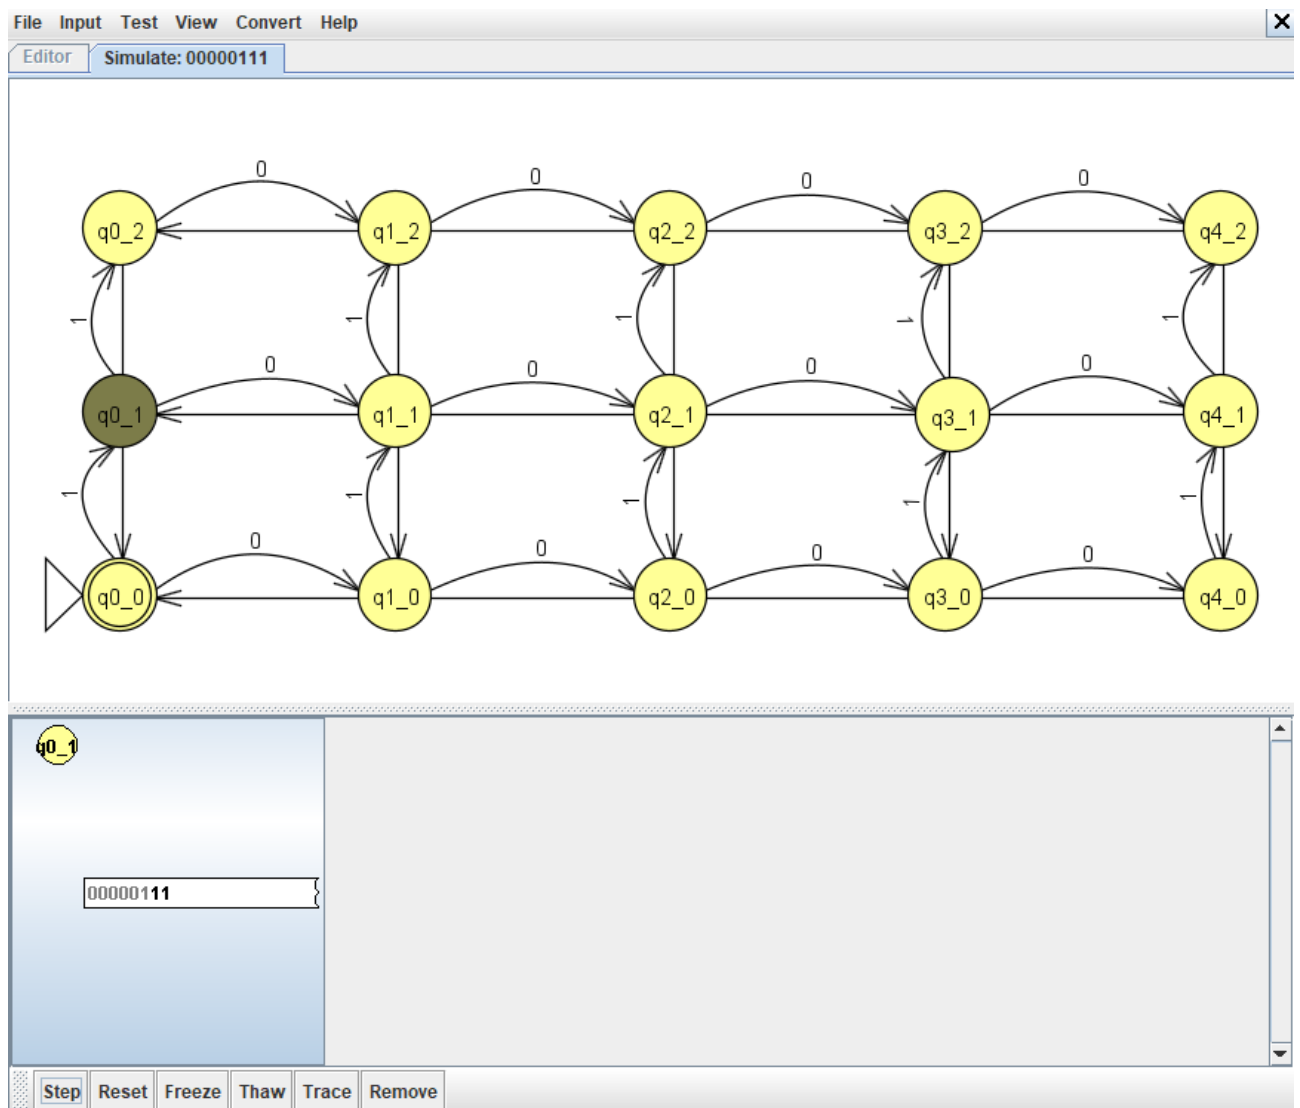 File Input Test View Convert Help
Editor Simulate: 00000111
0 0 0 0
q0_2 q1_2 q2_2 q3_2 q4_2
1 1 1 1 1
0 0 0 0
q0_1 q1_1 q2_1 q3_1 q4_1
1 1 1 1 1
0 0 0 0
q0_0 q1_0 q2_0 q3_0 q4_0
q0_1
00000111
Step Reset Freeze Thaw Trace Remove